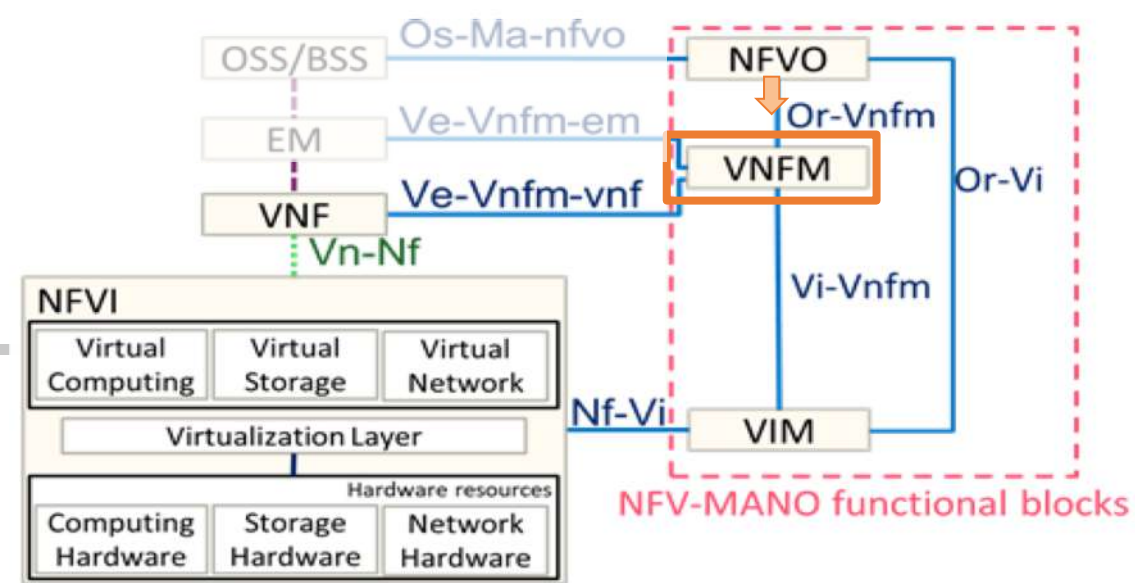 Os-Ma-nfvo
OSS/BSS
NFVO
Or-Vnfm
Ve-Vnfm-em
EM
VNFM
Or-Vi
Ve-Vnfm-vnf
VNF
Vn-Nf
Vi-Vnfm
NFVI
Virtual
Computing
Virtual
Storage
Virtual
Network
Nf-Vi
VIM
Virtualization Layer
Hardware resources
NFV-MANO functional blocks
Computing
Hardware
Storage
Hardware
Network
Hardware